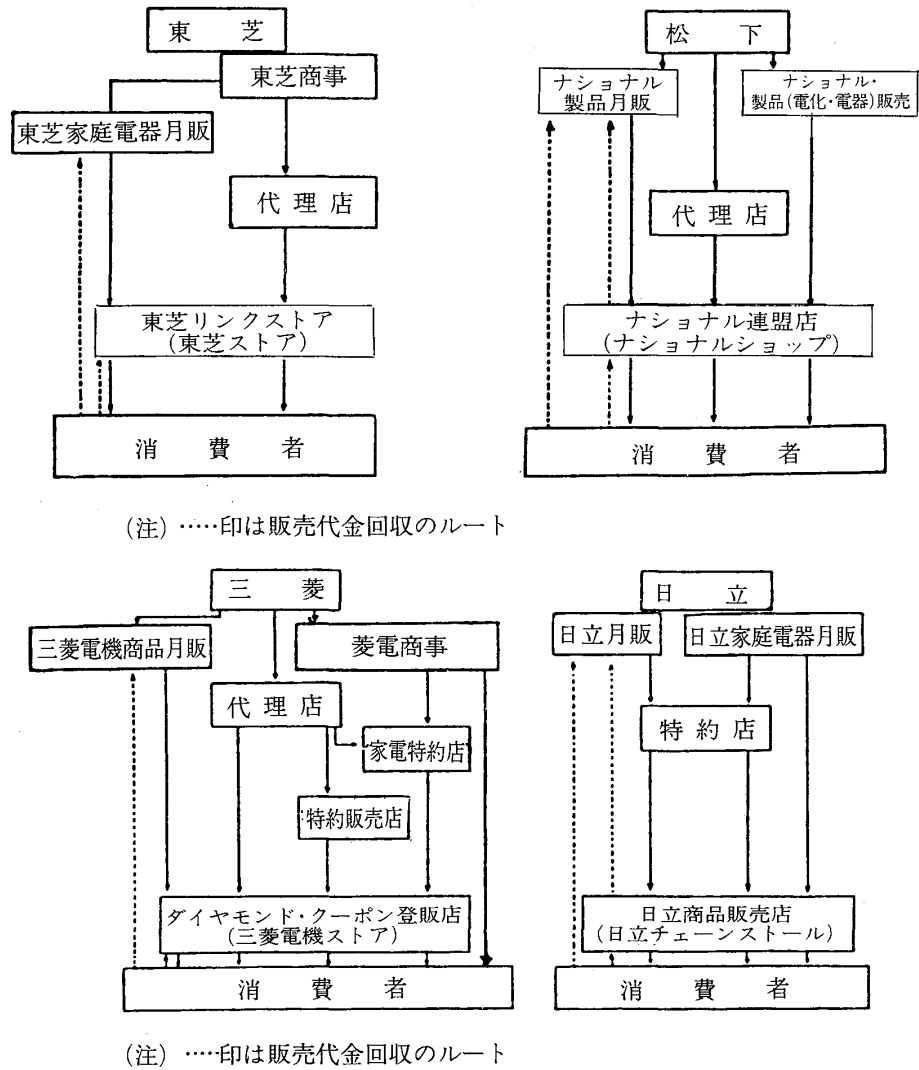 東芝
東芝商事
東芝家庭電器月販
代理店
東芝リンクストア
(東芝ストア)
消費者
松下
ナショナル
製品月販
ナショナル・
製品(電化・電器)販売
代理店
ナショナル連盟店
(ナショナルショップ)
消費者
(注) ‥‥‥印は販売代金回収のルート
三菱
三菱電機商品月販
菱電商事
代理店
家電特約店
特約販売店
ダイヤモンド・クーポン登販店
(三菱電機ストア)
消費者
日立
日立月販
日立家庭電器月販
特約店
日立商品販売店
(日立チェーンストール)
消費者
(注) ‥‥‥印は販売代金回収のルート